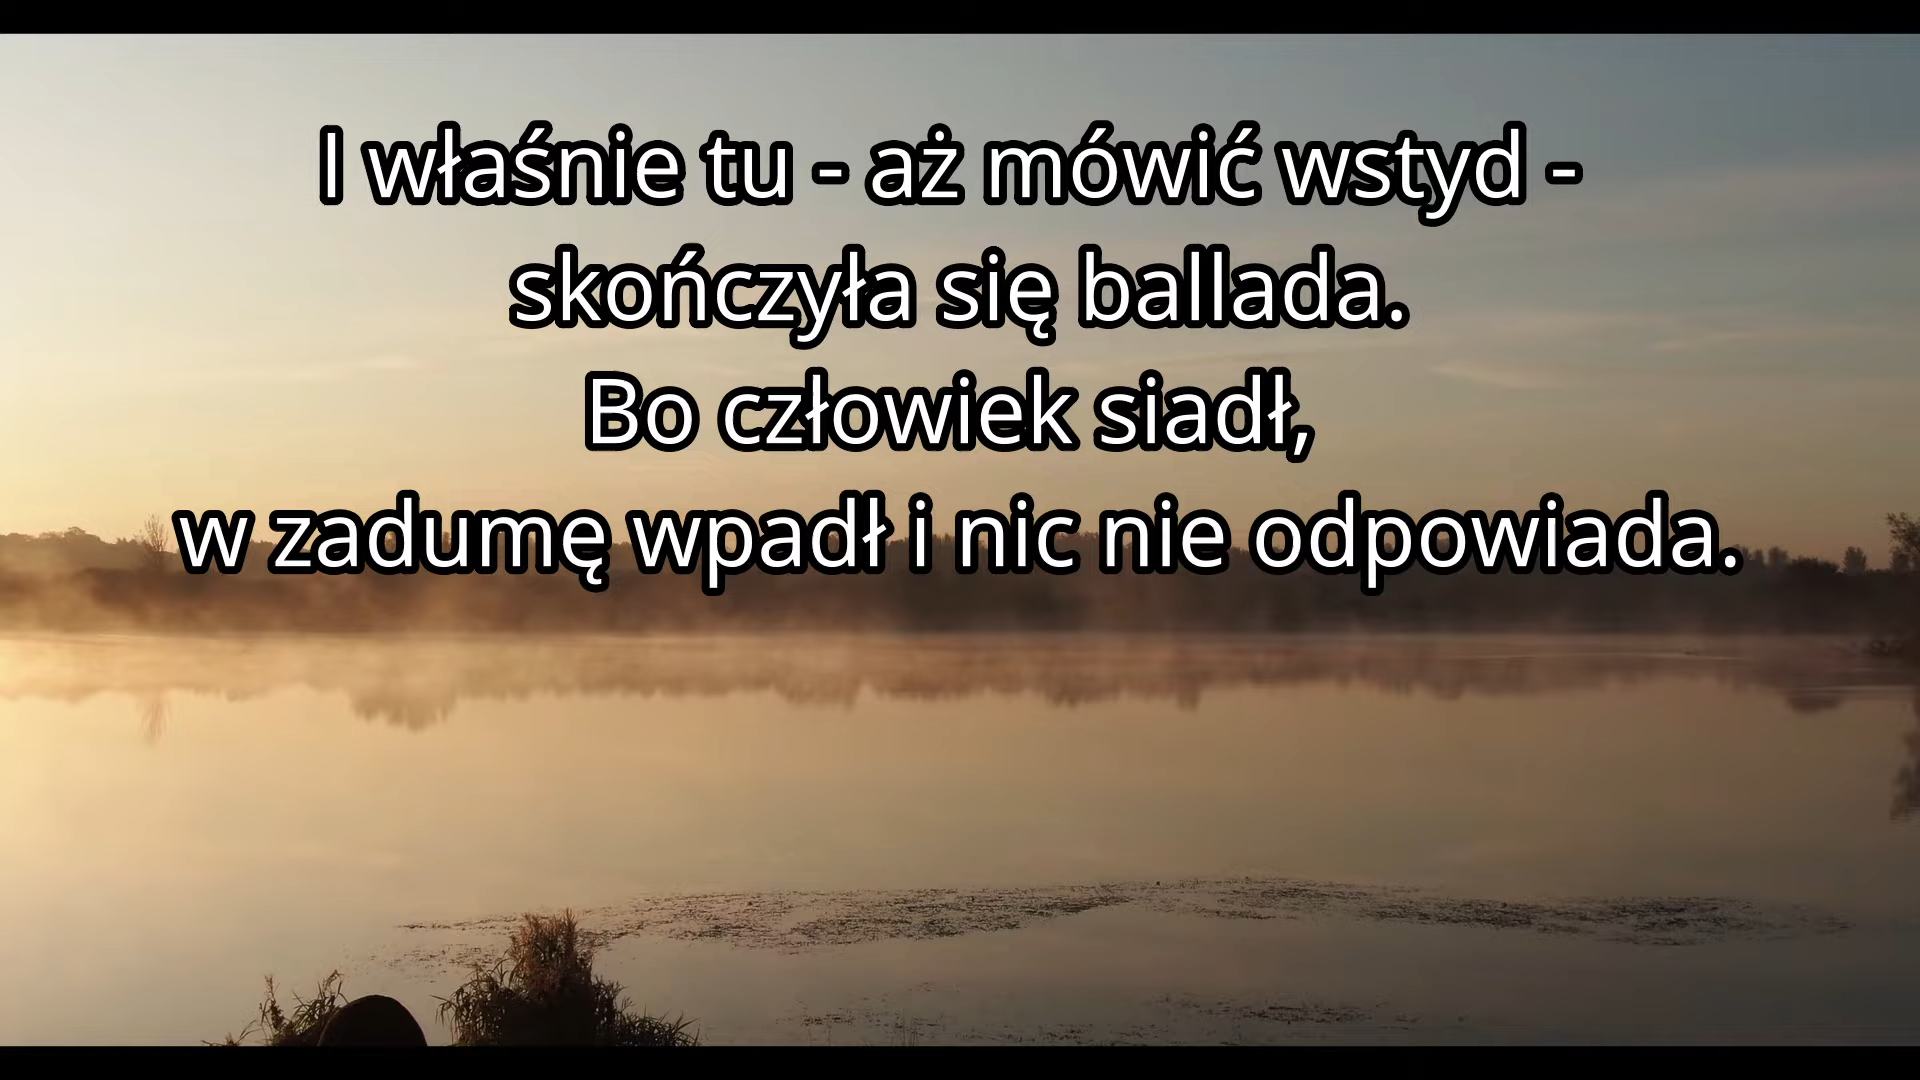 I właśnie tu - aż mówić wstyd -
skończyła się ballada.
Bo człowiek siadł,
w zadumę wpadł i nic nie odpowiada.